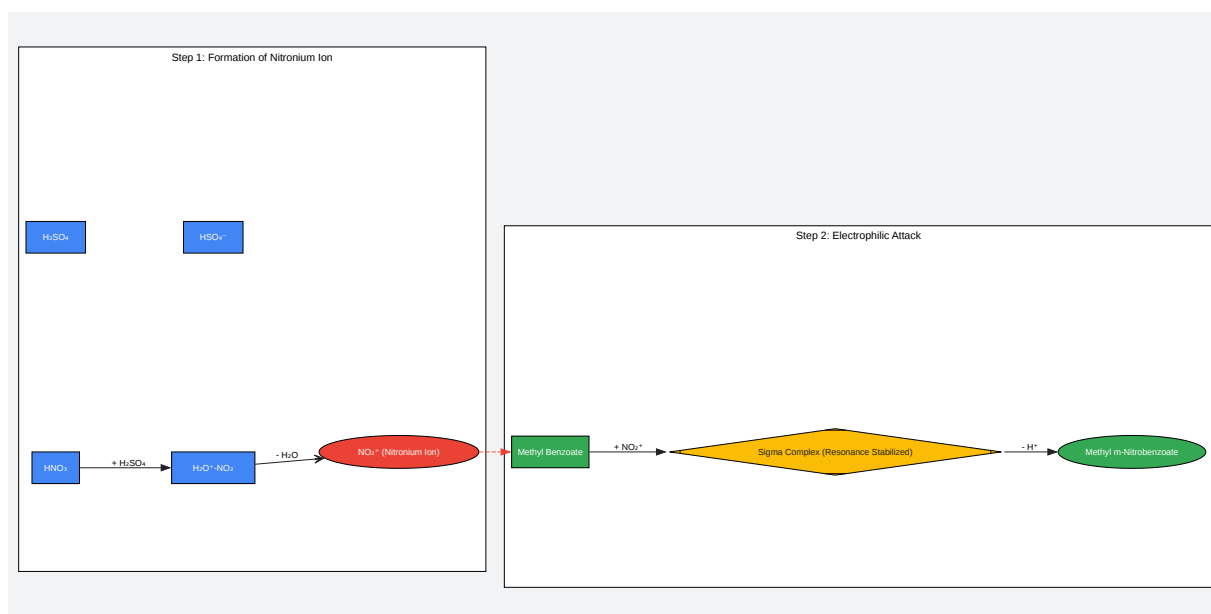 Step 1: Formation of Nitronium Ion
H₂SO₄
HSO₄⁻
HNO₃
+ H₂SO₄
H₂O⁺-NO₂
- H₂O
NO₂⁺ (Nitronium Ion)
Step 2: Electrophilic Attack
Methyl Benzoate
+ NO₂⁺
Sigma Complex (Resonance Stabilized)
- H⁺
Methyl m-Nitrobenzoate